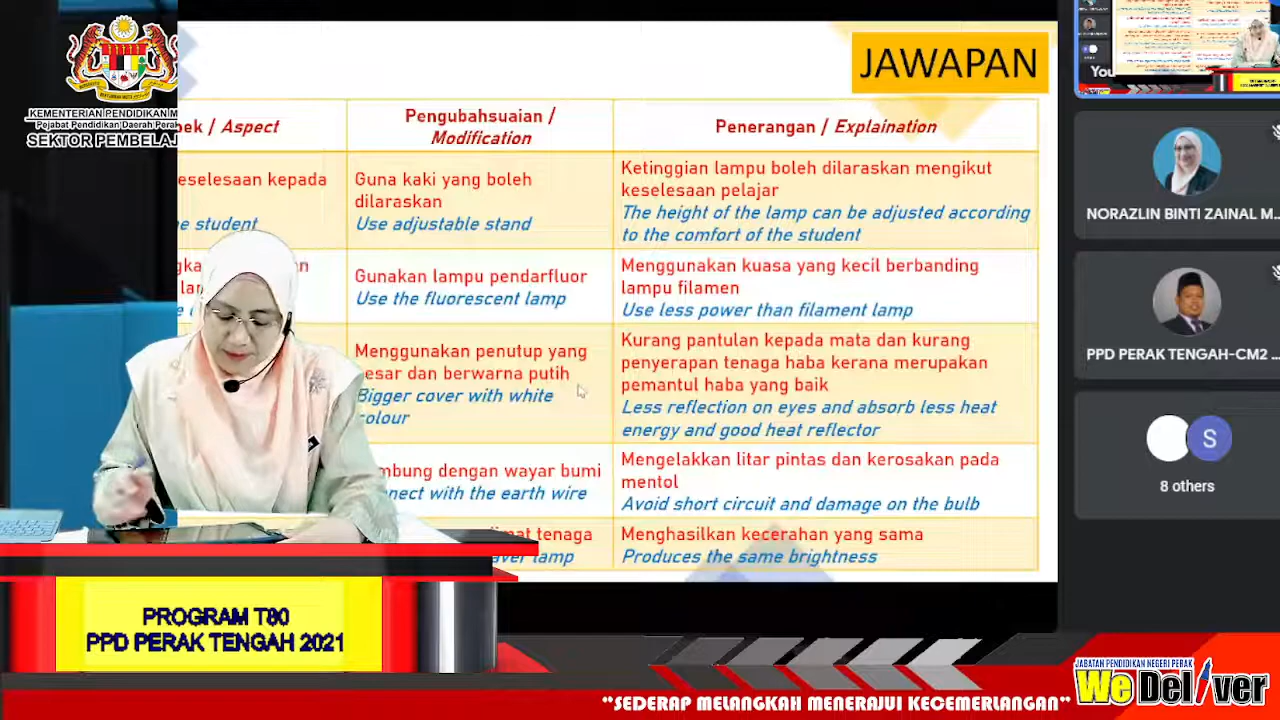 KEMENTERIAN PENDIDIKAN M
Pejabat Pendidikan Daerah Perak
SEKTOR PEMBELAJ
JAWAPAN
Aspect
Pengubahsuaian /
Modification
Penerangan / Explaination
eselesaan kepada
e student
Guna kaki yang boleh
dilaraskan
Use adjustable stand
Ketinggian lampu boleh dilaraskan mengikut
keselesaan pelajar
The height of the lamp can be adjusted according
to the comfort of the student
Gunakan lampu pendarfluor
Use the fluorescent lamp
Menggunakan kuasa yang kecil berbanding
lampu filamen
Use less power than filament lamp
Menggunakan penutup yang
esar dan berwarna putih
Bigger cover with white
colour
Kurang pantulan kepada mata dan kurang
penyerapan tenaga haba kerana merupakan
pemantul haba yang baik
Less reflection on eyes and absorb less heat
energy and good heat reflector
mbung dengan wayar bumi
nect with the earth wire
Mengelakkan litar pintas dan kerosakan pada
mentol
Avoid short circuit and damage on the bulb
tenaga
lamp
Menghasilkan kecerahan yang sama
Produces the same brightness
You
NORAZLIN BINTI ZAINAL M...
PPD PERAK TENGAH-CM2 ...
S
8 others
PROGRAM T80
PPD PERAK TENGAH 2021
"SEDERAP MELANGKAH MENERAJUI KECEMERLANGAN"
JABATAN PENDIDIKAN NEGERI PERAK
We Deliver